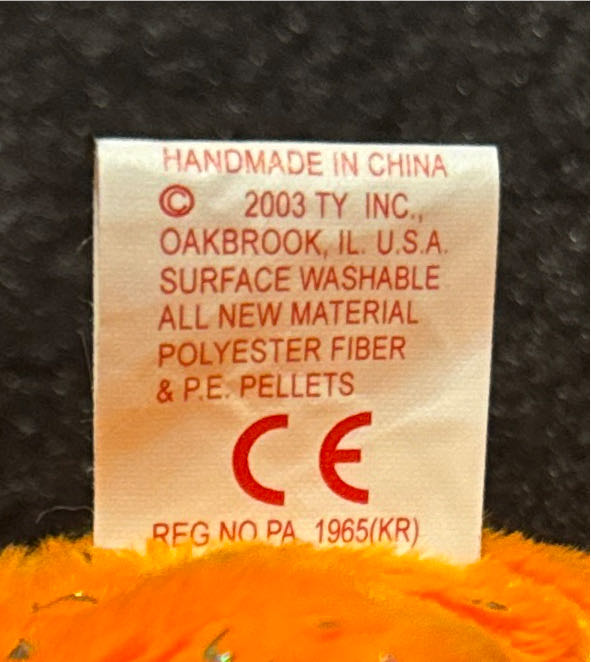 HANDMADE IN CHINA
© 2003 TY INC.,
OAKBROOK, IL. U.S.A.
SURFACE WASHABLE
ALL NEW MATERIAL
POLYESTER FIBER
& P.E. PELLETS
CE
REG NO PA 1965(KR)